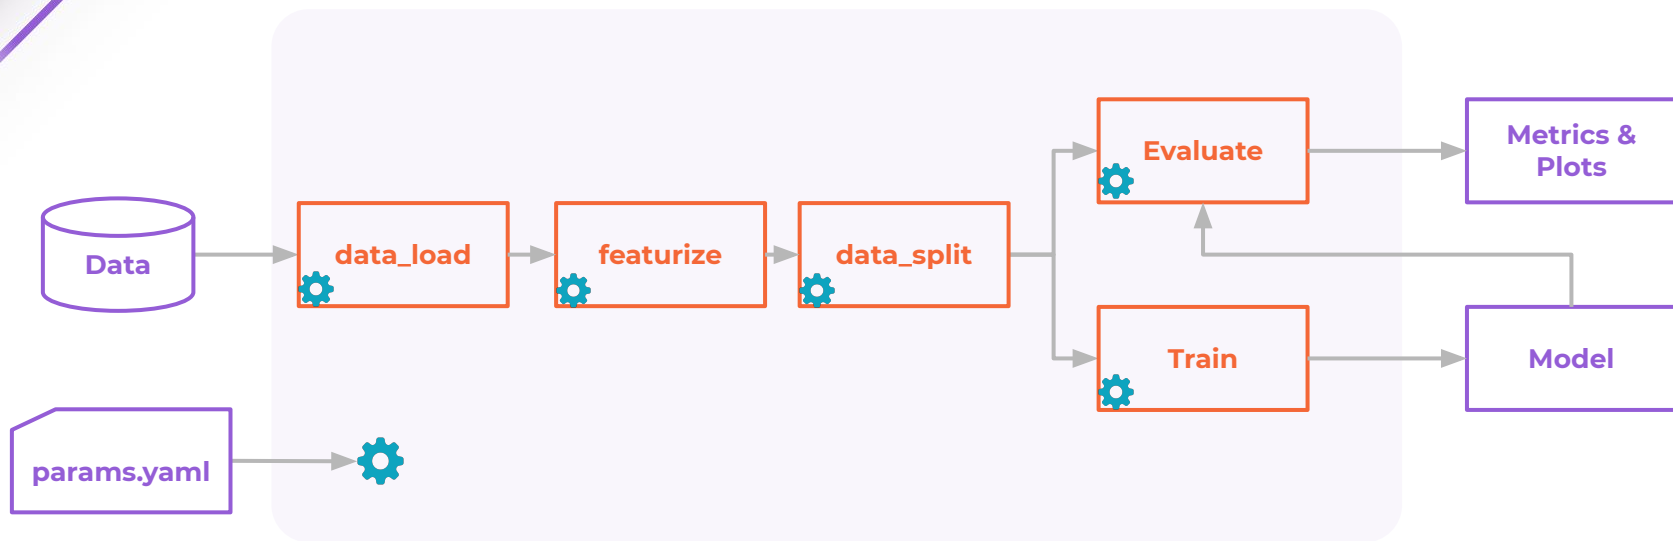 Data
data_load
featurize
data_split
Evaluate
Metrics &
Plots
Train
Model
params.yaml